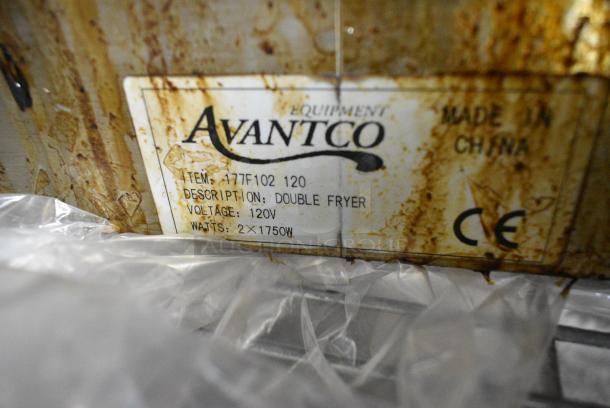 EQUIPMENT
AVANTCO
MADE IN
CHINA
ITEM: 177F102 120
DESCRIPTION: DOUBLE FRYER
VOLTAGE: 120V
WATTS: 2×1750W
CE